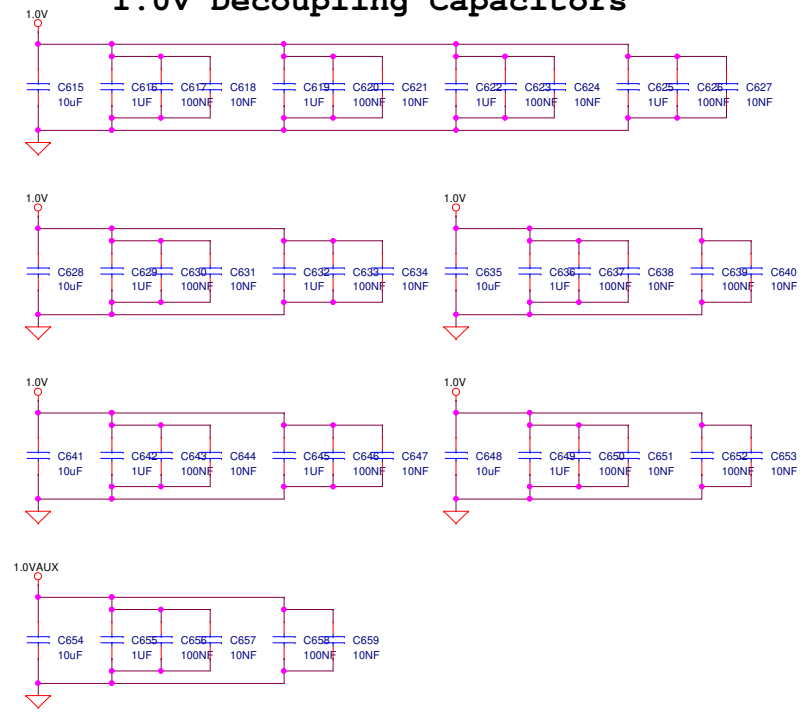 1.0V Decoupling Capacitors
1.0V
C615 C616 C617 C618 C619 C620 C621 C622 C623 C624 C625 C626 C627
10uF 1UF 100NF 10NF 1UF 100NF 10NF 1UF 100NF 10NF 1UF 100NF 10NF
1.0V 1.0V
C628 C629 C630 C631 C632 C633 C634 C635 C636 C637 C638 C639 C640
10uF 1UF 100NF 10NF 1UF 100NF 10NF 10uF 1UF 100NF 10NF 100NF 10NF
1.0V 1.0V
C641 C642 C643 C644 C645 C646 C647 C648 C649 C650 C651 C652 C653
10uF 1UF 100NF 10NF 1UF 100NF 10NF 10uF 1UF 100NF 10NF 100NF 10NF
1.0VAUX
C654 C655 C656 C657 C658 C659
10uF 1UF 100NF 10NF 100NF 10NF